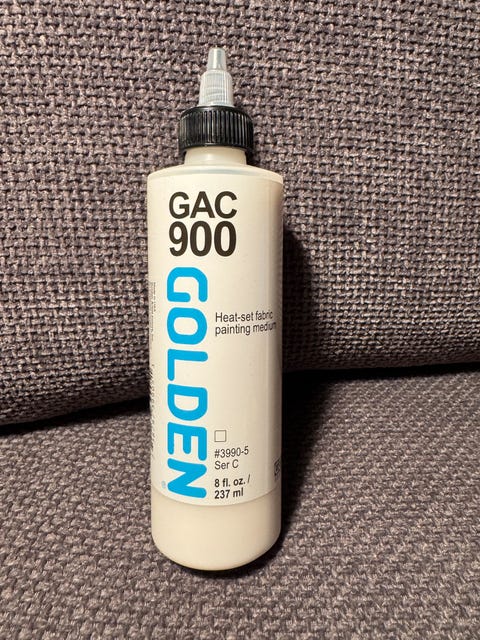 GAC
900
GOLDEN®
Heat-set fabric
painting medium
#3990-5
Ser C
8 fl. oz. /
237 ml